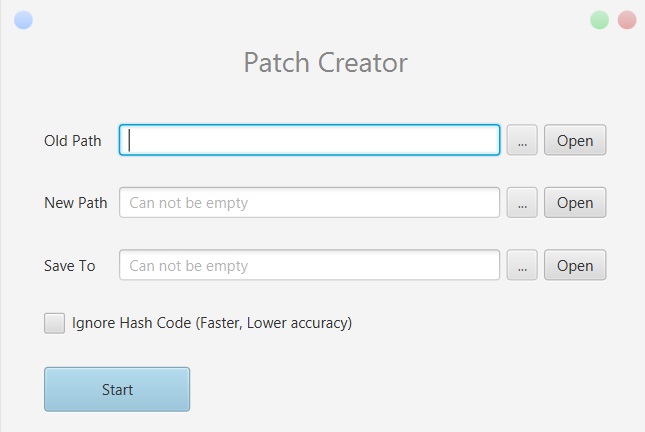 Patch Creator
Old Path ... Open
New Path Can not be empty ... Open
Save To Can not be empty ... Open
Ignore Hash Code (Faster, Lower accuracy)
Start